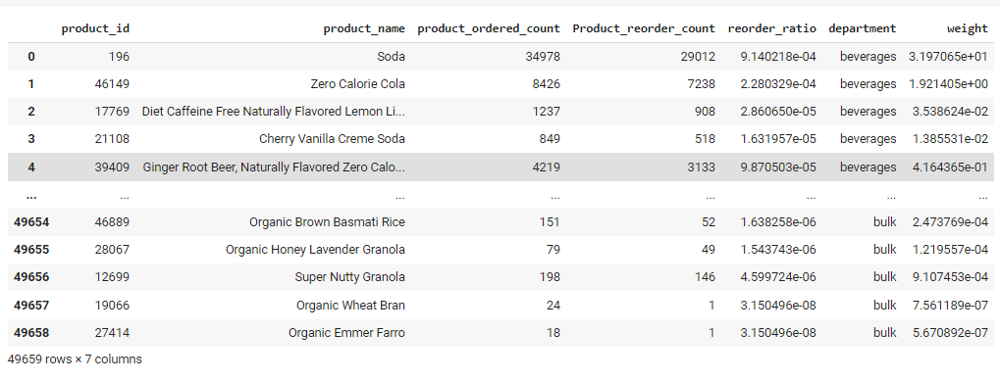 product_id product_name product_ordered_count Product_reorder_count reorder_ratio department weight
0 196 Soda 34978 29012 9.140218e-04 beverages 3.197065e+01
1 46149 Zero Calorie Cola 8426 7238 2.280329e-04 beverages 1.921405e+00
2 17769 Diet Caffeine Free Naturally Flavored Lemon Li... 1237 908 2.860650e-05 beverages 3.538624e-02
3 21108 Cherry Vanilla Creme Soda 849 518 1.631957e-05 beverages 1.385531e-02
4 39409 Ginger Root Beer, Naturally Flavored Zero Calo... 4219 3133 9.870503e-05 beverages 4.164365e-01
... ... ... ... ... ... ... ...
49654 46889 Organic Brown Basmati Rice 151 52 1.638258e-06 bulk 2.473769e-04
49655 28067 Organic Honey Lavender Granola 79 49 1.543743e-06 bulk 1.219557e-04
49656 12699 Super Nutty Granola 198 146 4.599724e-06 bulk 9.107453e-04
49657 19066 Organic Wheat Bran 24 1 3.150496e-08 bulk 7.561189e-07
49658 27414 Organic Emmer Farro 18 1 3.150496e-08 bulk 5.670892e-07
49659 rows × 7 columns